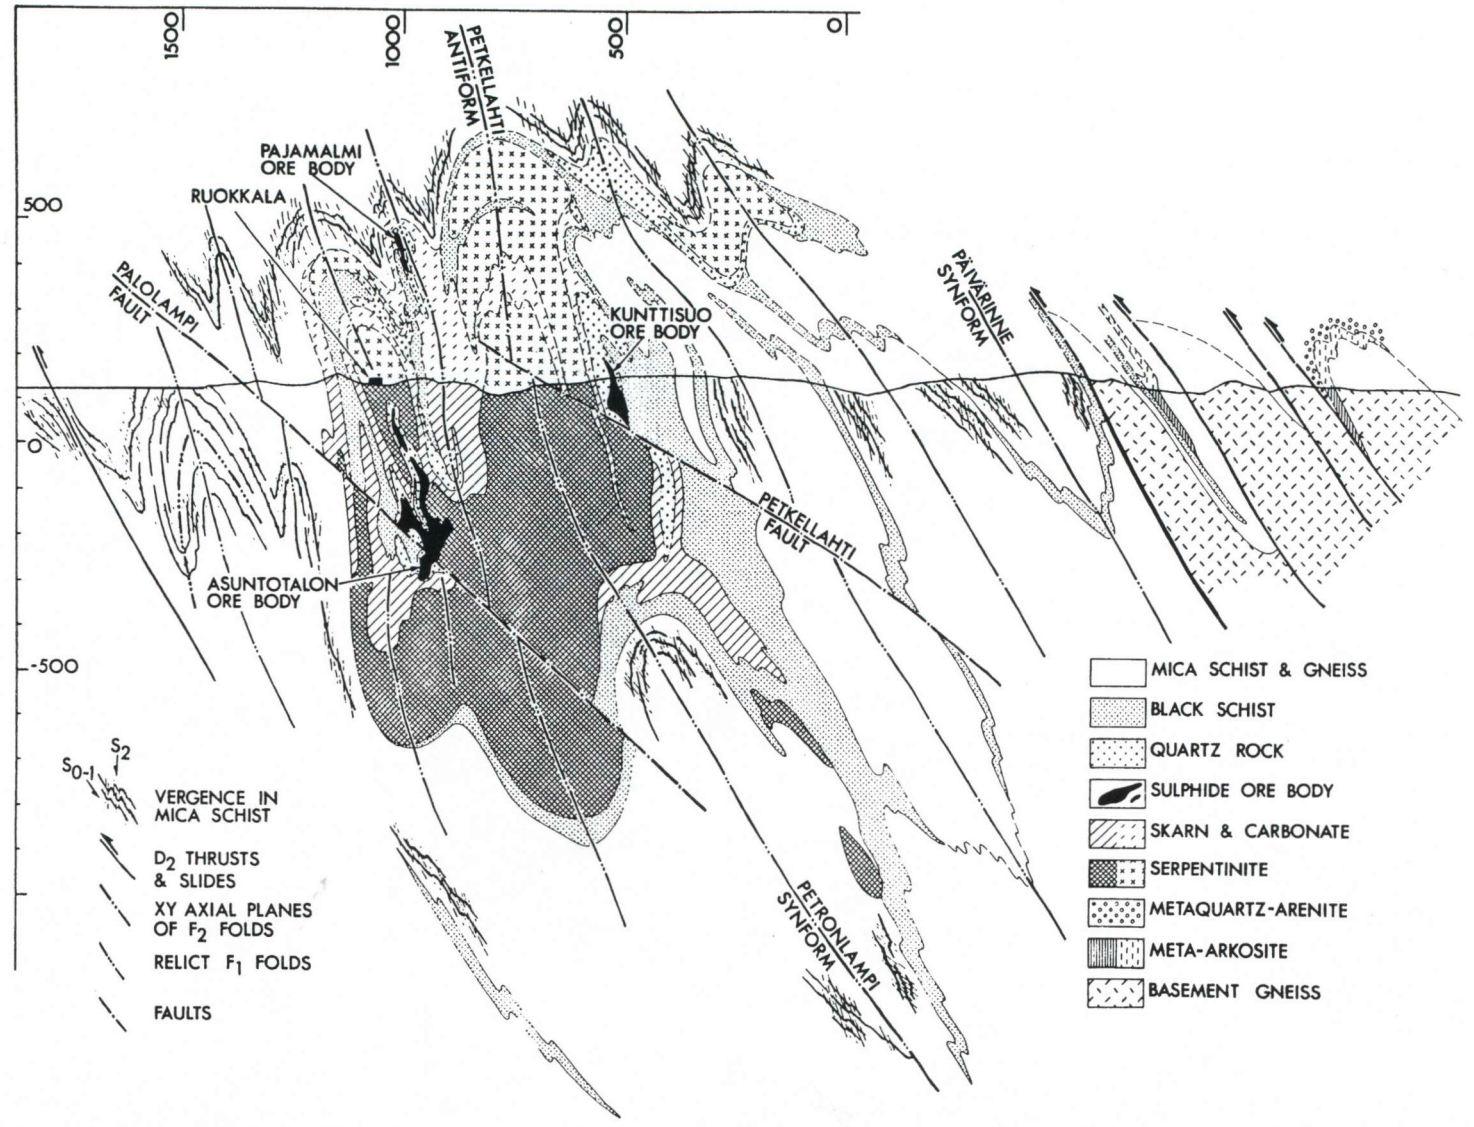 1500
1000
500
0
PETKELLAHTI
ANTIFORM
PAJAMALMI
ORE BODY
RUOKKALA
500
PALOLAMPI
FAULT
PÄIVÄRINNE
SYNFORM
KUNTTISUO
ORE BODY
0
PETKELLAHTI
FAULT
ASUNTOTALON
ORE BODY
-500
PETRONLAMPI
SYNFORM
S2
S0-1
VERGENCE IN
MICA SCHIST
D2 THRUSTS
& SLIDES
XY AXIAL PLANES
OF F2 FOLDS
RELICT F1 FOLDS
FAULTS
MICA SCHIST & GNEISS
BLACK SCHIST
QUARTZ ROCK
SULPHIDE ORE BODY
SKARN & CARBONATE
SERPENTINITE
METAQUARTZ-ARENITE
META-ARKOSITE
BASEMENT GNEISS